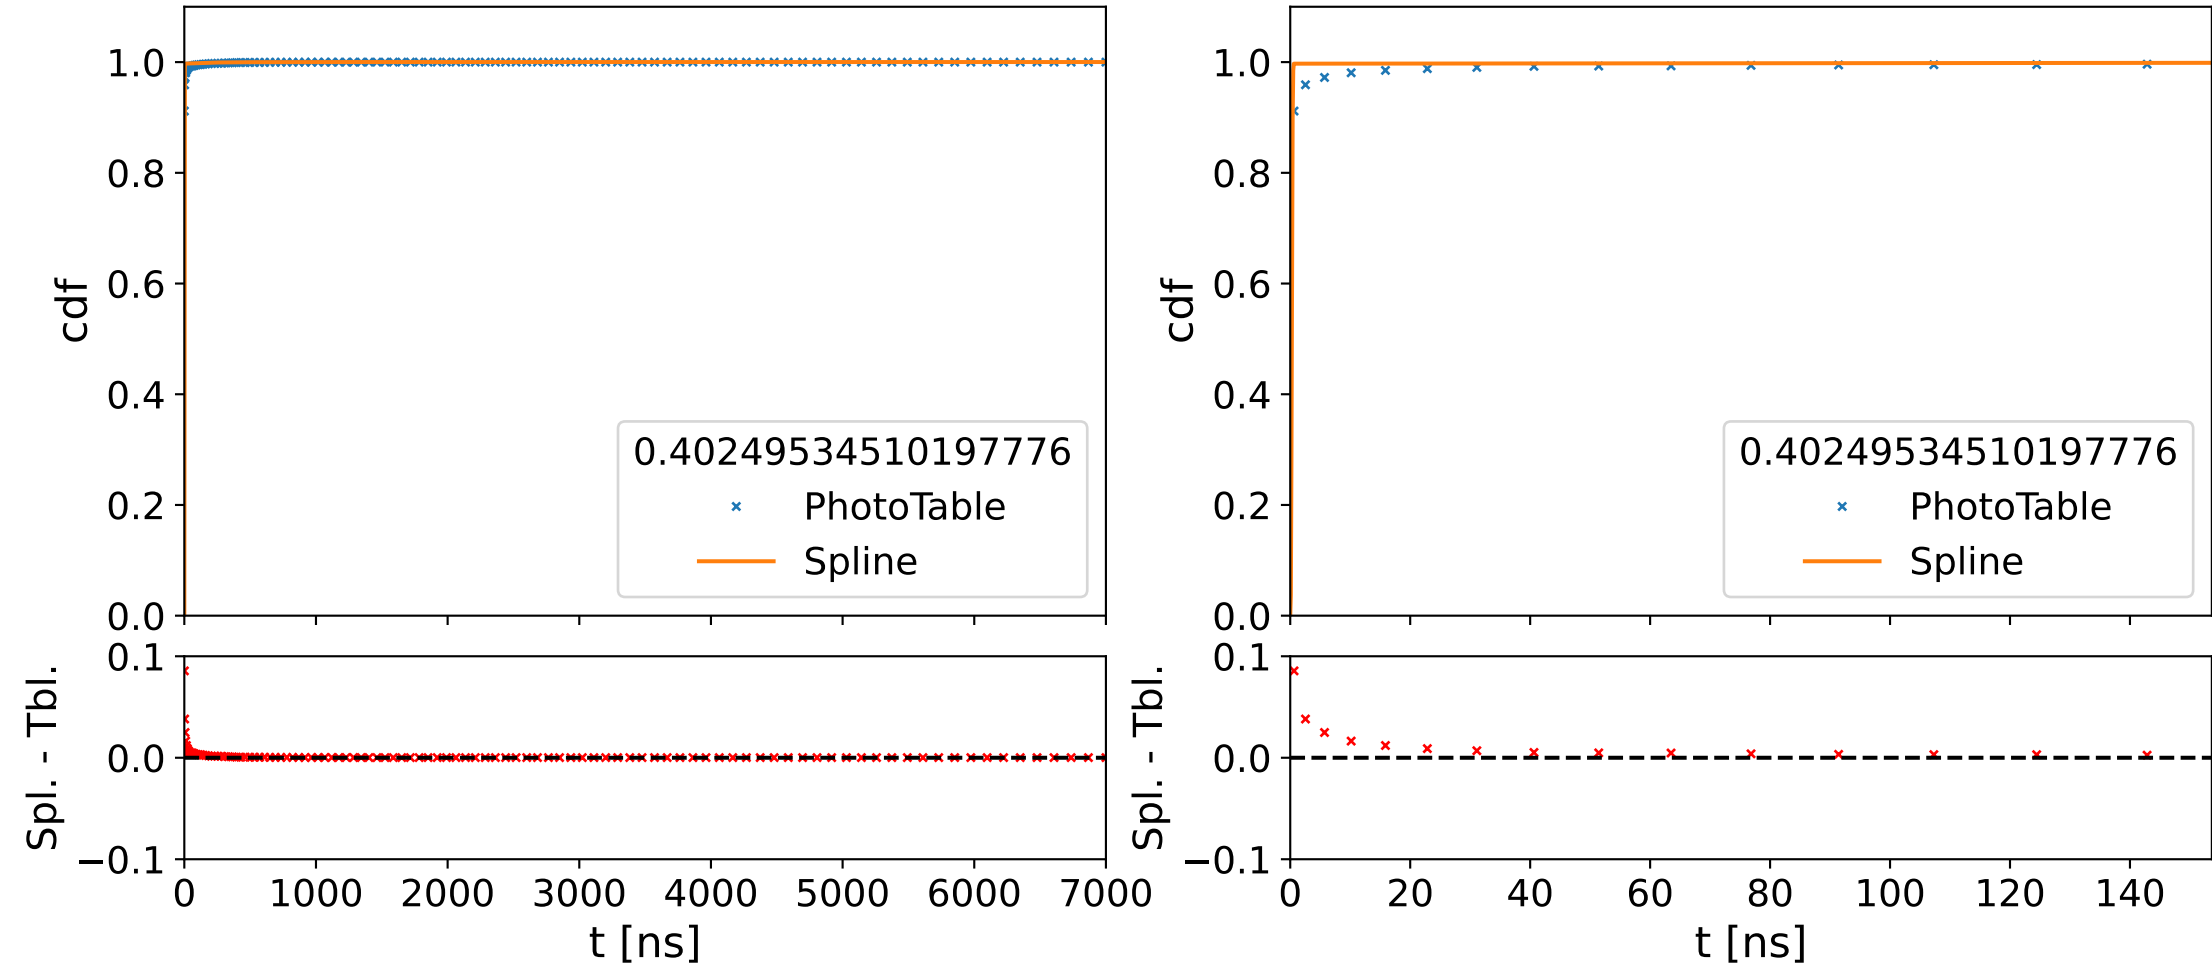 1.0
0.8
0.6
0.4
0.2
0.0
cdf
0.40249534510197776
PhotoTable
Spline
0.1
0.0
−0.1
Spl. - Tbl.
0 1000 2000 3000 4000 5000 6000 7000
t [ns]
1.0
0.8
0.6
0.4
0.2
0.0
cdf
0.40249534510197776
PhotoTable
Spline
0.1
0.0
−0.1
Spl. - Tbl.
0 20 40 60 80 100 120 140
t [ns]